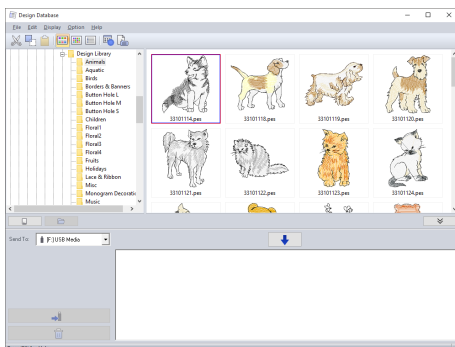 Design Database
File Edit Display Option Help
Design Library
Animals
Aquatic
Birds
Borders & Banners
Button Hole L
Button Hole M
Button Hole S
Children
Floral1
Floral2
Floral3
Floral4
Fruits
Holidays
Lace & Ribbon
Misc
Monogram Decoratic
Music
33101114.pes 33101118.pes 33101119.pes 33101120.pes
33101121.pes 33101122.pes 33101123.pes 33101124.pes
Send To: [F:]USB Media